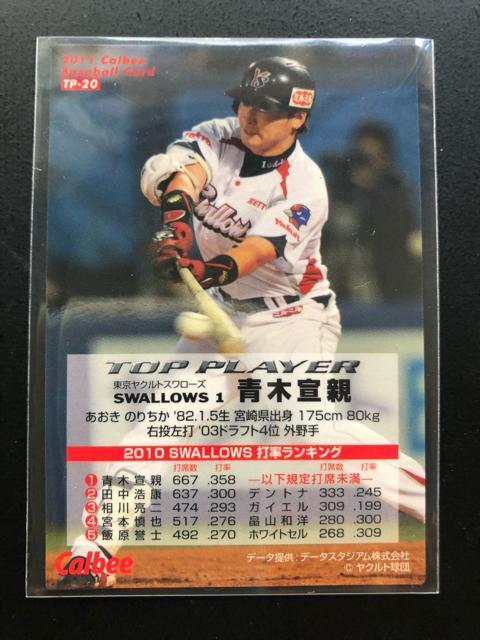 2011 Calbee
Baseball Card
TP-20
TOP PLAYER
東京ヤクルトスワローズ
SWALLOWS 1 青木宣親
あおき のりちか '82.1.5生 宮崎県出身 175cm 80kg
右投左打 '03ドラフト4位 外野手
2010 SWALLOWS 打率ランキング
打席数 打率 打席数 打率
1 青木宣親 667 .358 ―以下規定打席未満―
2 田中浩康 637 .300 デントナ 333 .245
3 相川亮二 474 .293 ガイエル 309 .199
4 宮本慎也 517 .276 畠山和洋 280 .300
5 飯原誉士 492 .270 ホワイトセル 268 .309
Calbee
データ提供：データスタジアム株式会社
© ヤクルト球団